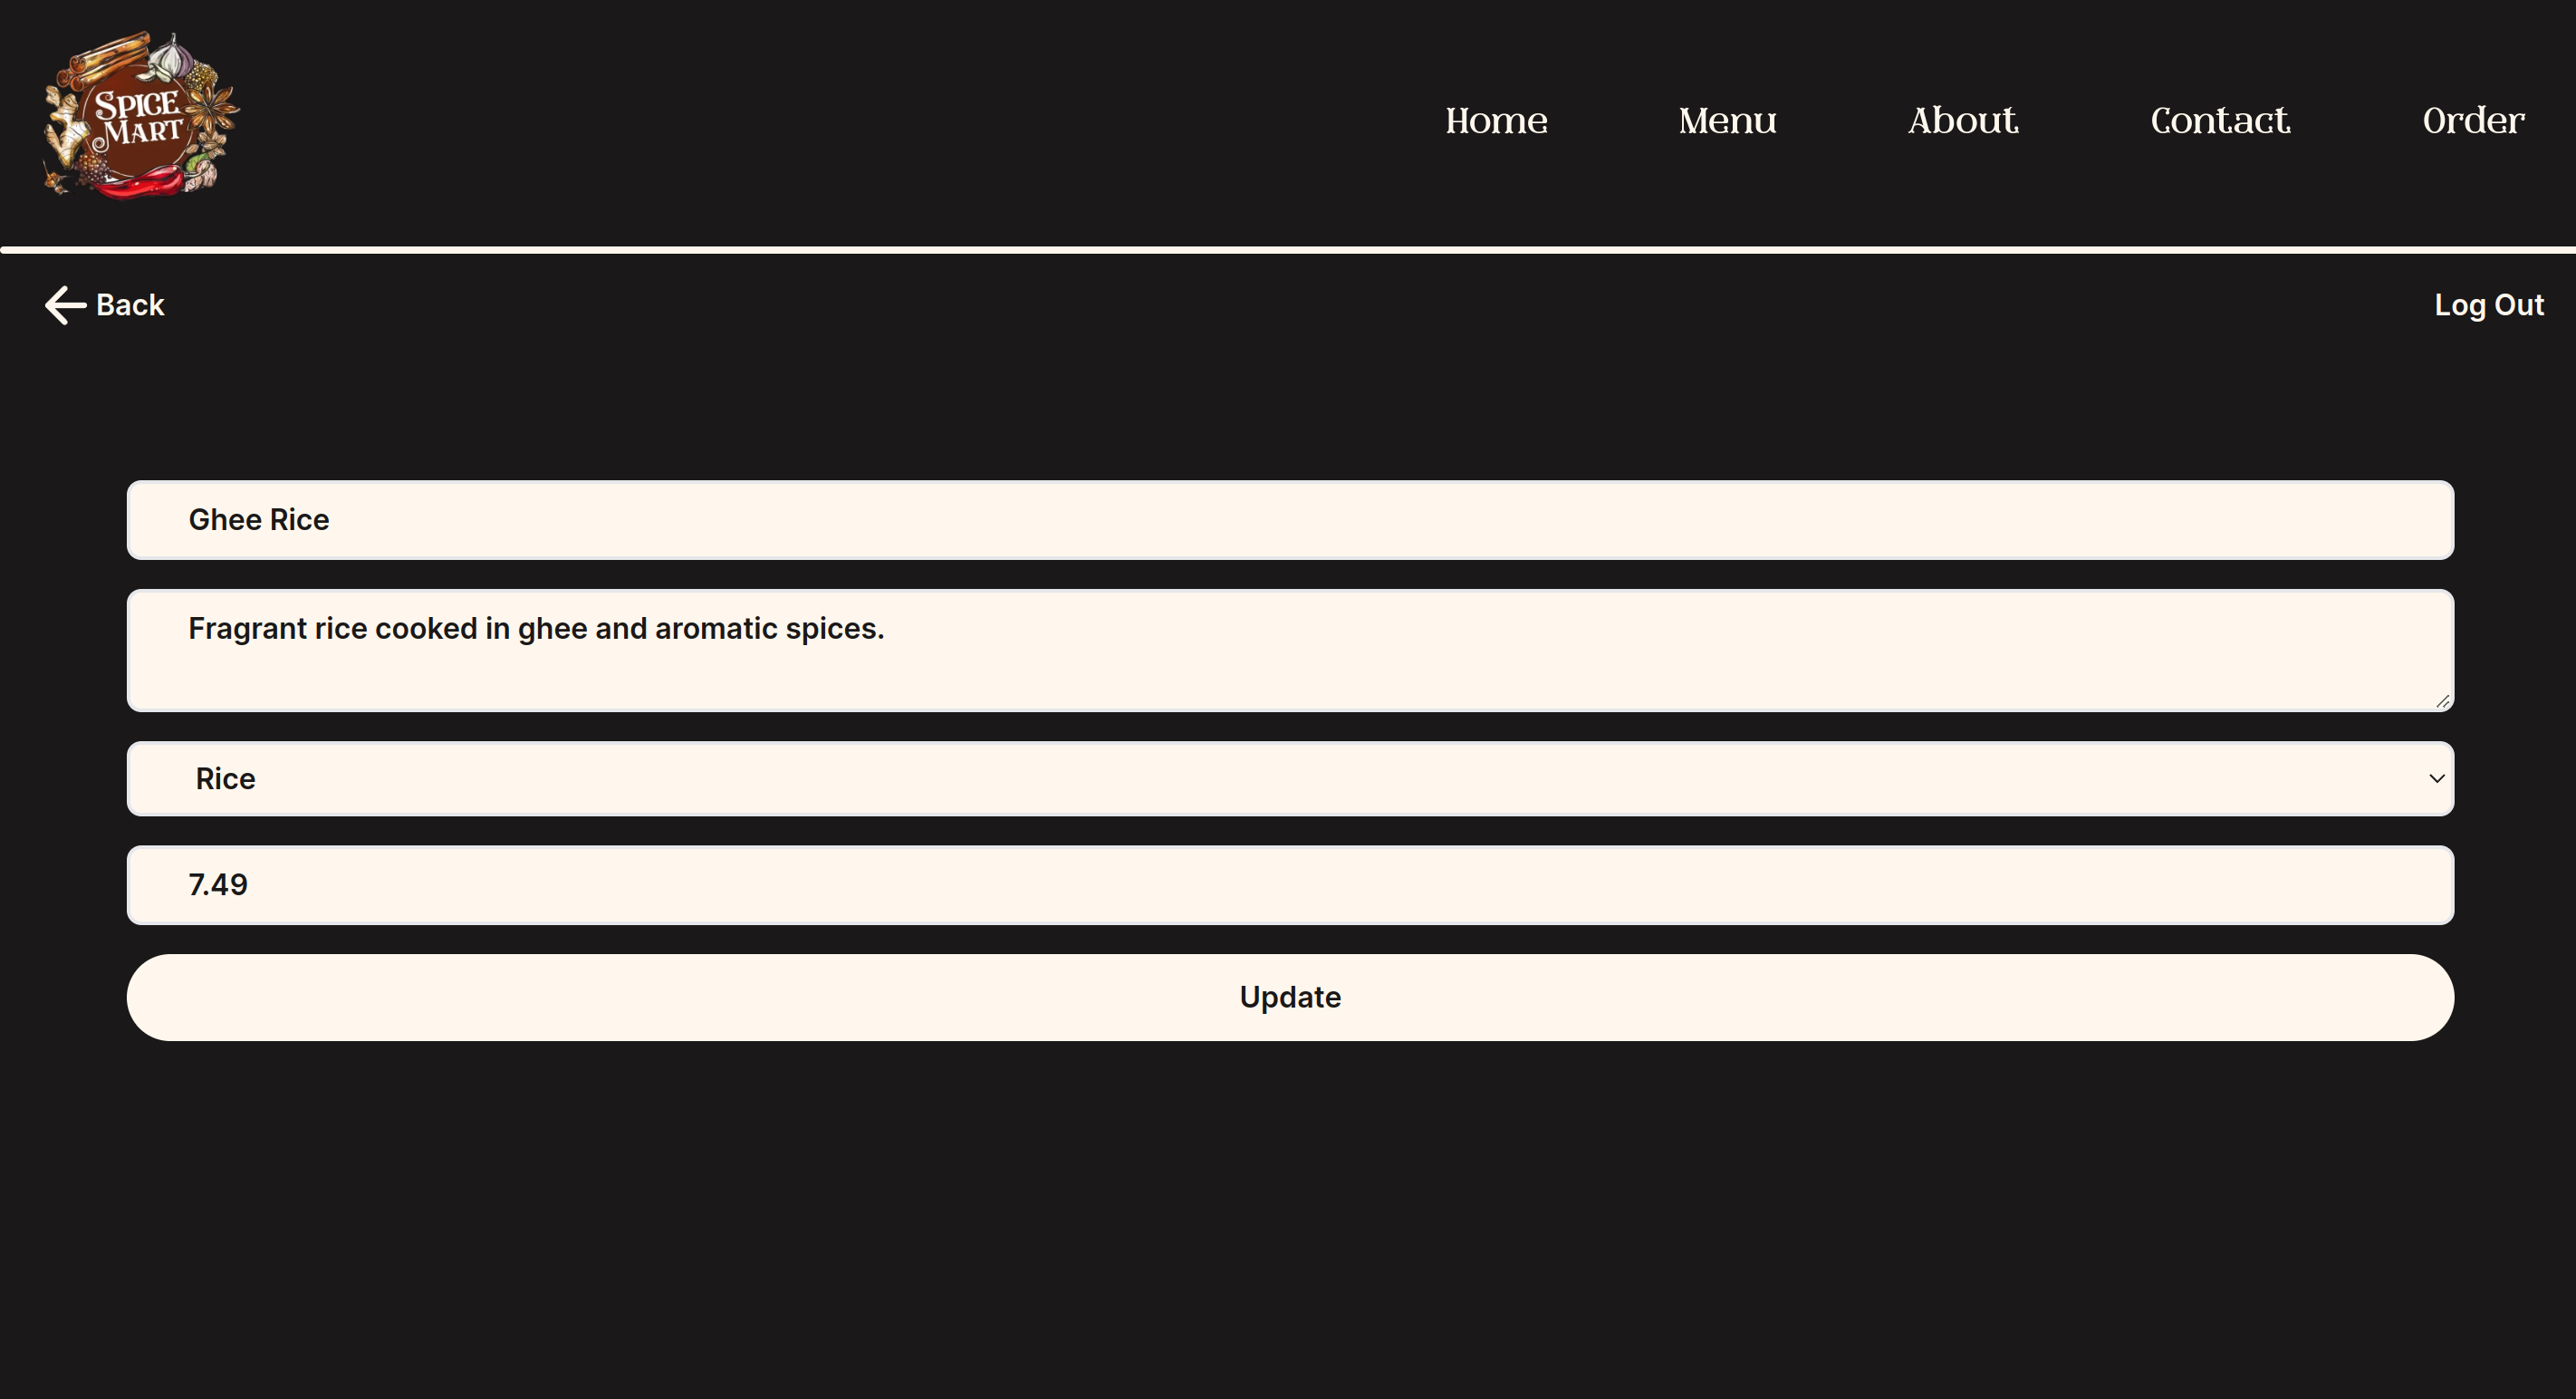 SPICE
MART
Home Menu About Contact Order
Back Log Out
Ghee Rice
Fragrant rice cooked in ghee and aromatic spices.
Rice
7.49
Update